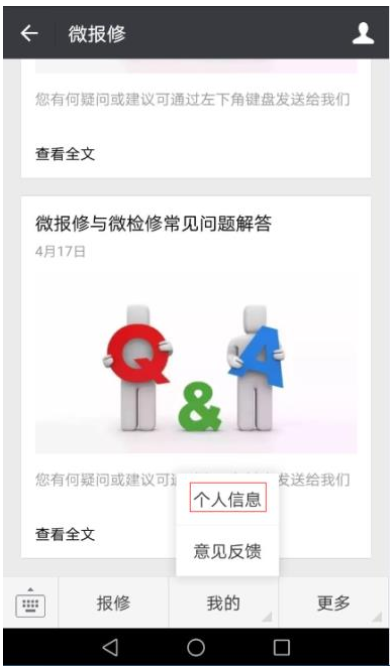 微报修
您有何疑问或建议可通过左下角键盘发送给我们
查看全文
微报修与微检修常见问题解答
4月17日
Q & A
您有何疑问或建议可
发送给我们
查看全文
个人信息
意见反馈
报修
我的
更多